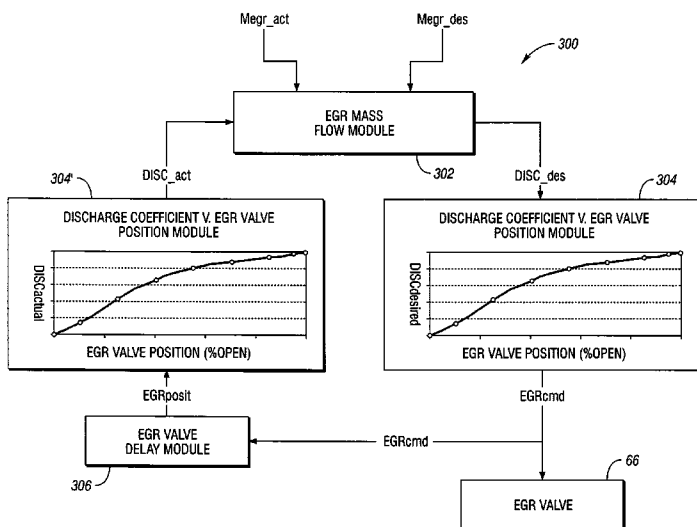 Megr_act
Megr_des
300
EGR MASS
FLOW MODULE
302
304'
DISC_act
DISC_des
304
DISCHARGE COEFFICIENT V. EGR VALVE
POSITION MODULE
DISCactual
EGR VALVE POSITION (%OPEN)
DISCHARGE COEFFICIENT V. EGR VALVE
POSITION MODULE
DISCdesired
EGR VALVE POSITION (%OPEN)
EGRposit
EGRcmd
EGR VALVE
DELAY MODULE
306
EGRcmd
66
EGR VALVE